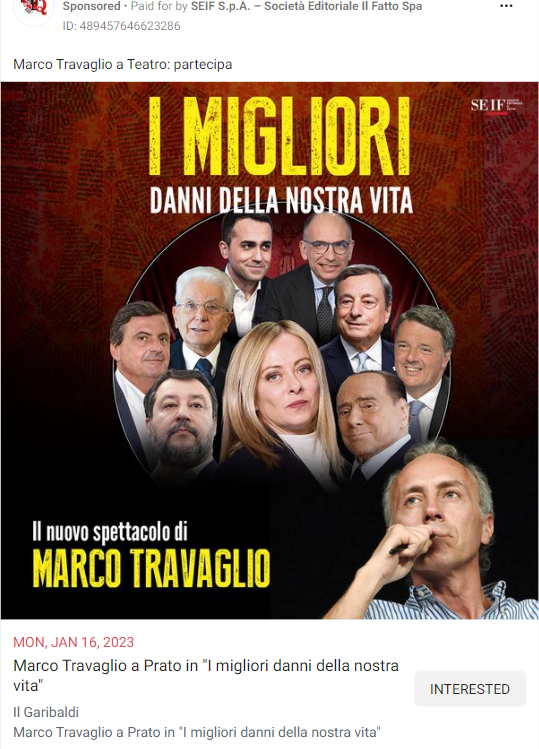 Sponsored • Paid for by SEIF S.p.A. – Società Editoriale Il Fatto Spa
ID: 489457646623286
Marco Travaglio a Teatro: partecipa
I MIGLIORI
SEIF
DANNI DELLA NOSTRA VITA
Il nuovo spettacolo di
MARCO TRAVAGLIO
MON, JAN 16, 2023
Marco Travaglio a Prato in "I migliori danni della nostra
vita"
INTERESTED
Il Garibaldi
Marco Travaglio a Prato in "I migliori danni della nostra vita"